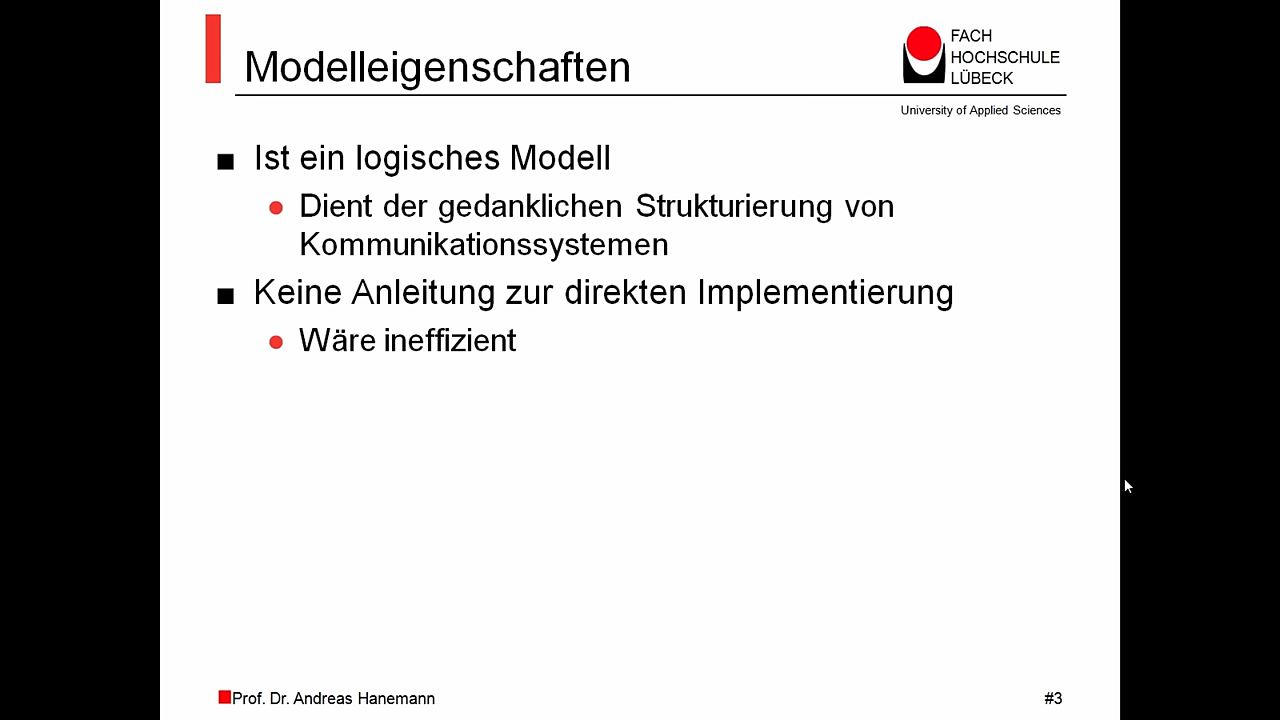 Modelleigenschaften
FACH
HOCHSCHULE
LÜBECK
University of Applied Sciences
Ist ein logisches Modell
Dient der gedanklichen Strukturierung von
Kommunikationssystemen
Keine Anleitung zur direkten Implementierung
Wäre ineffizient
Prof. Dr. Andreas Hanemann
#3